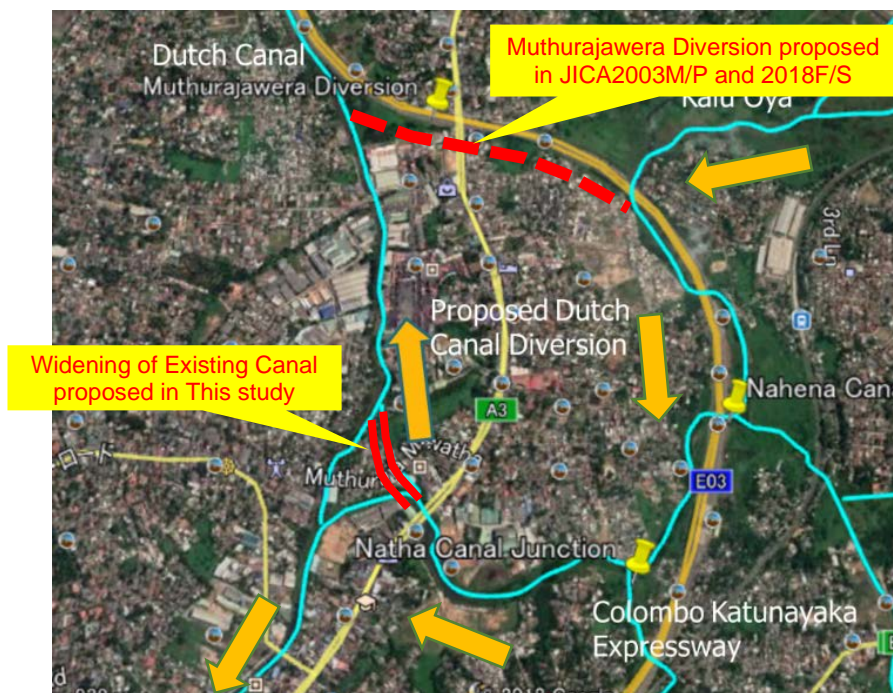 Dutch Canal
Muthurajawera Diversion
Muthurajawera Diversion proposed
in JICA2003M/P and 2018F/S
Kalu Oya
3rd Ln
Proposed Dutch
Canal Diversion
Widening of Existing Canal
proposed in This study
A3
Nahena Cana
E03
Natha Canal Junction
Colombo Katunayaka
Expressway